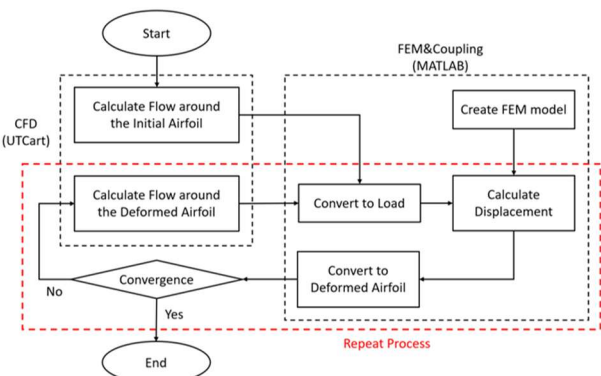 Start
FEM&Coupling
(MATLAB)
CFD
(UTCart)
Calculate Flow around
the Initial Airfoil
Create FEM model
Calculate Flow around
the Deformed Airfoil
Convert to Load
Calculate
Displacement
Convergence
Convert to
Deformed Airfoil
No
Yes
Repeat Process
End